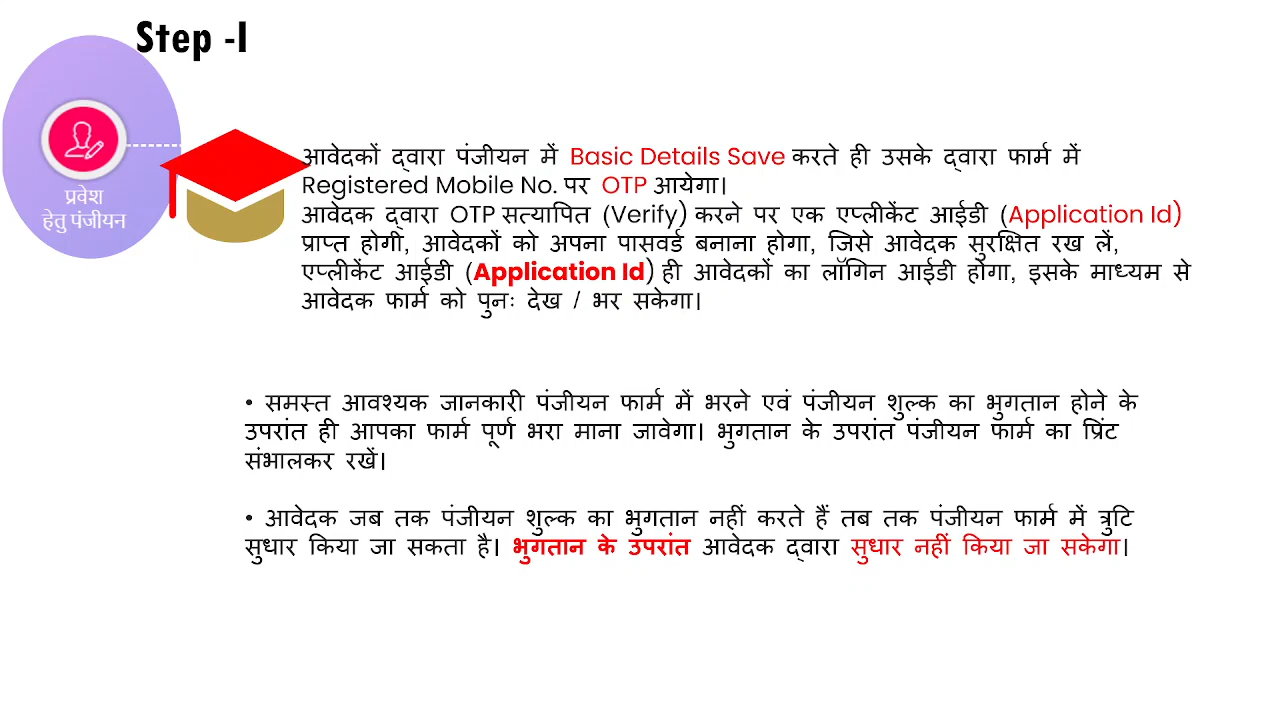 Step -I
प्रवेश
हेतु पंजीयन
आवेदकों द्वारा पंजीयन में Basic Details Save करते ही उसके द्वारा फार्म में
Registered Mobile No. पर OTP आयेगा।
आवेदक द्वारा OTP सत्यापित (Verify) करने पर एक एप्लीकेंट आईडी (Application Id)
प्राप्त होगी, आवेदकों को अपना पासवर्ड बनाना होगा, जिसे आवेदक सुरक्षित रख लें,
एप्लीकेंट आईडी (Application Id) ही आवेदकों का लॉगिन आईडी होगा, इसके माध्यम से
आवेदक फार्म को पुनः देख / भर सकेगा।
• समस्त आवश्यक जानकारी पंजीयन फार्म में भरने एवं पंजीयन शुल्क का भुगतान होने के
उपरांत ही आपका फार्म पूर्ण भरा माना जावेगा। भुगतान के उपरांत पंजीयन फार्म का प्रिंट
संभालकर रखें।
• आवेदक जब तक पंजीयन शुल्क का भुगतान नहीं करते हैं तब तक पंजीयन फार्म में त्रुटि
सुधार किया जा सकता है। भुगतान के उपरांत आवेदक द्वारा सुधार नहीं किया जा सकेगा।